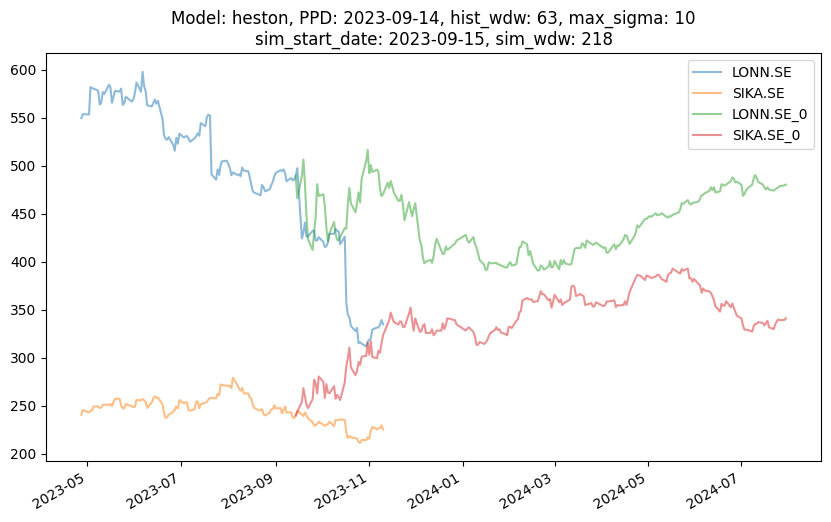 Model: heston, PPD: 2023-09-14, hist_wdw: 63, max_sigma: 10
sim_start_date: 2023-09-15, sim_wdw: 218
LONN.SE
SIKA.SE
LONN.SE_0
SIKA.SE_0
600
550
500
450
400
350
300
250
200
2023-05
2023-07
2023-09
2023-11
2024-01
2024-03
2024-05
2024-07